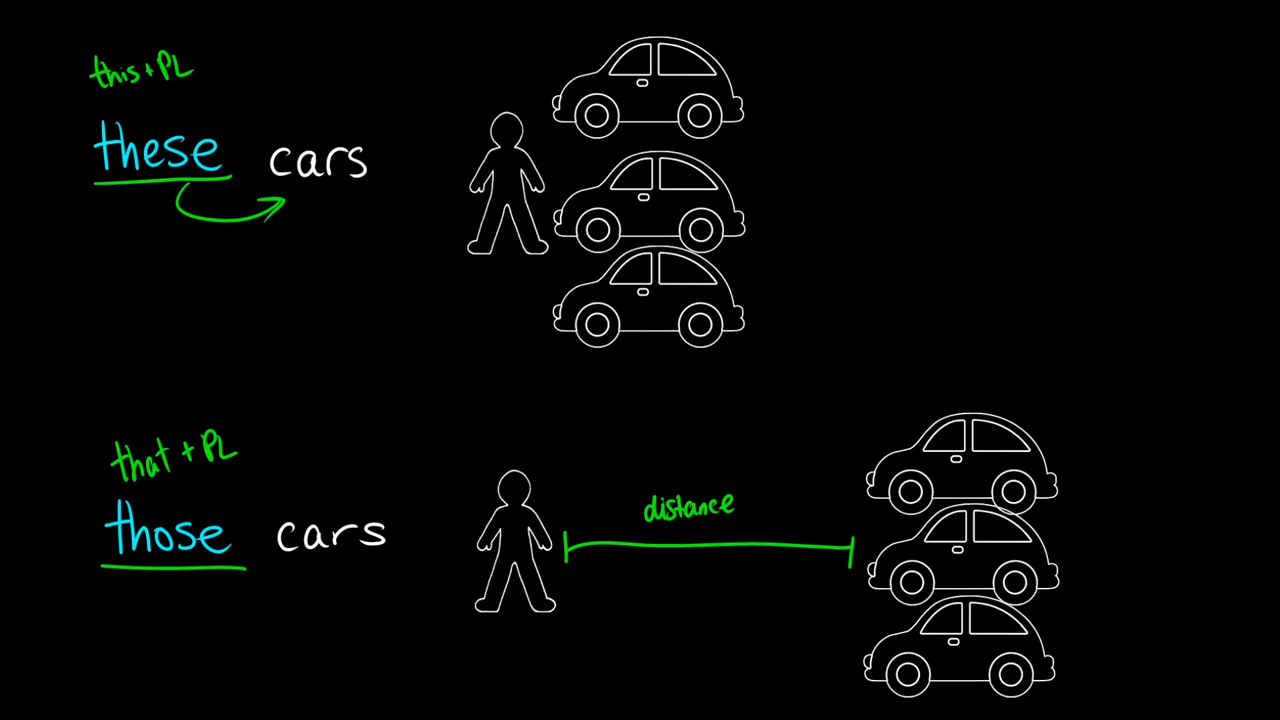 this + PL
these cars
that + PL
distance
those cars